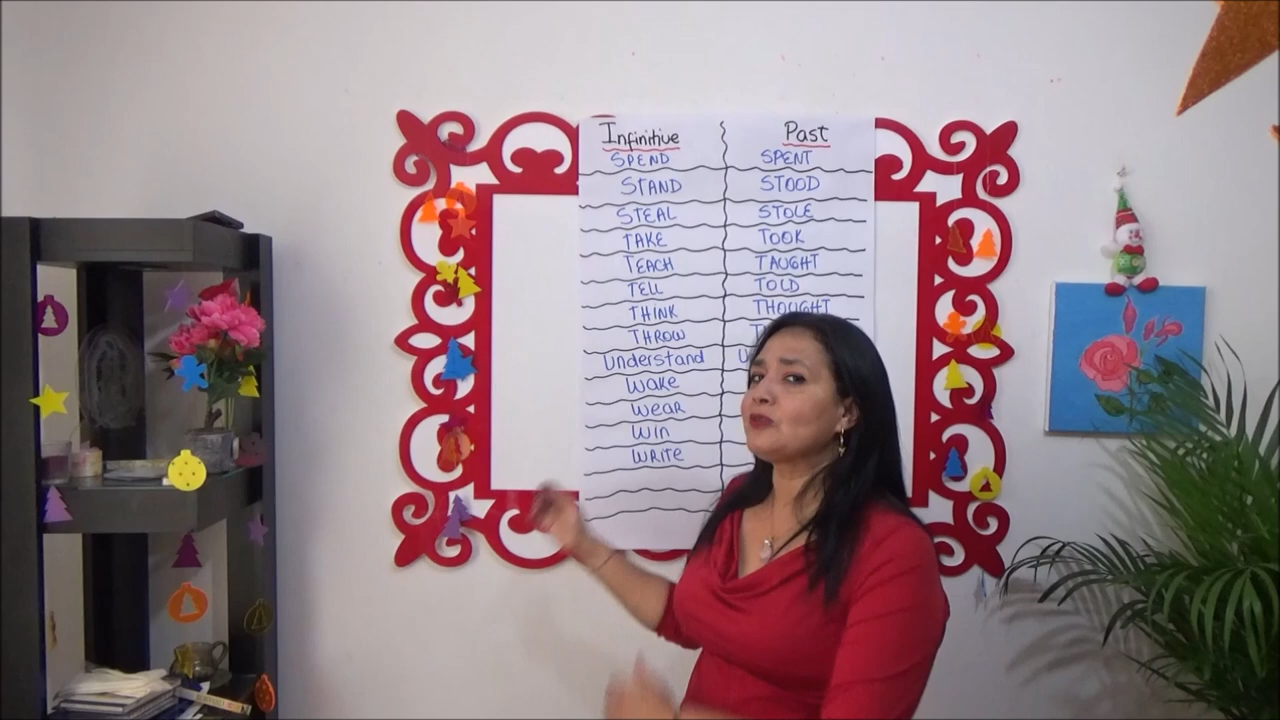 Infinitive Past
SPEND SPENT
STAND STOOD
STEAL STOLE
TAKE TOOK
TEACH TAUGHT
TELL TOLD
THINK THOUGHT
THROW
Understand
WAKE
WEAR
WIN
WRITE